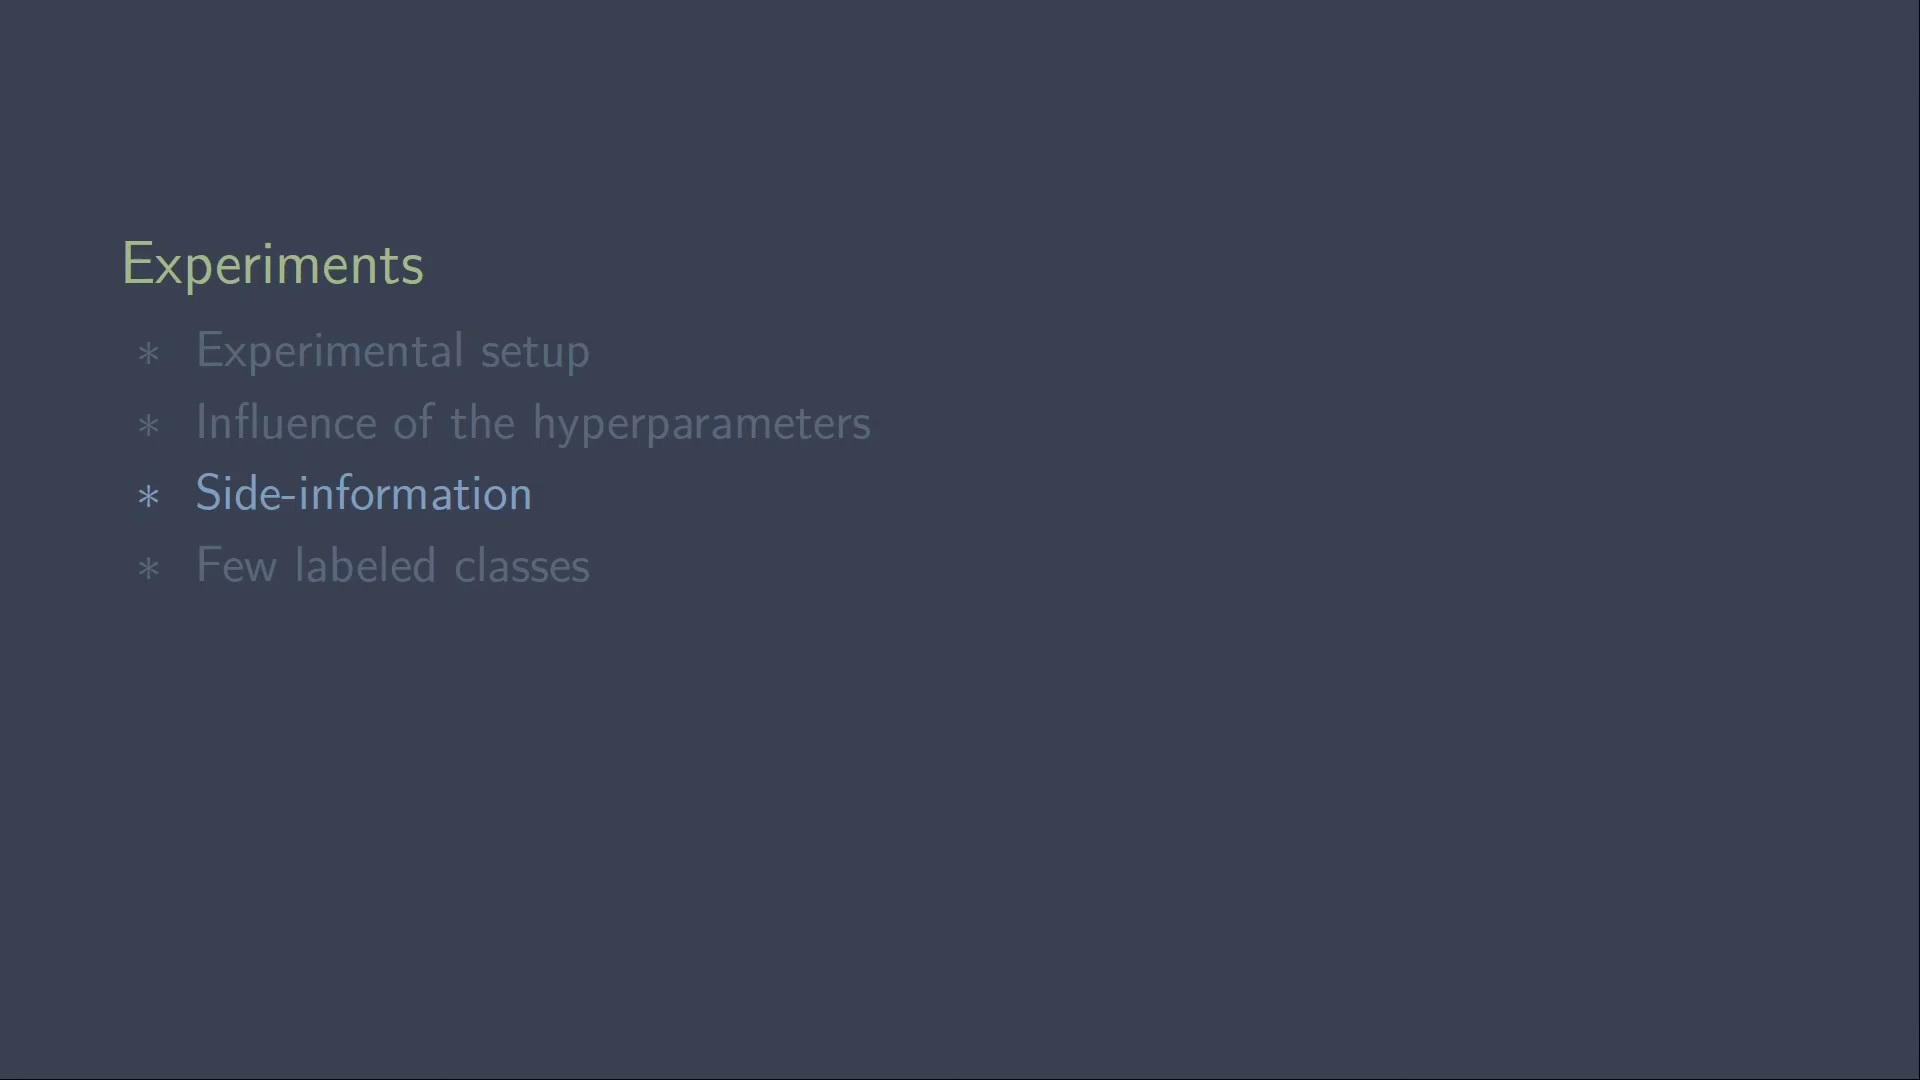 Experiments
* Experimental setup
* Influence of the hyperparameters
* Side-information
* Few labeled classes